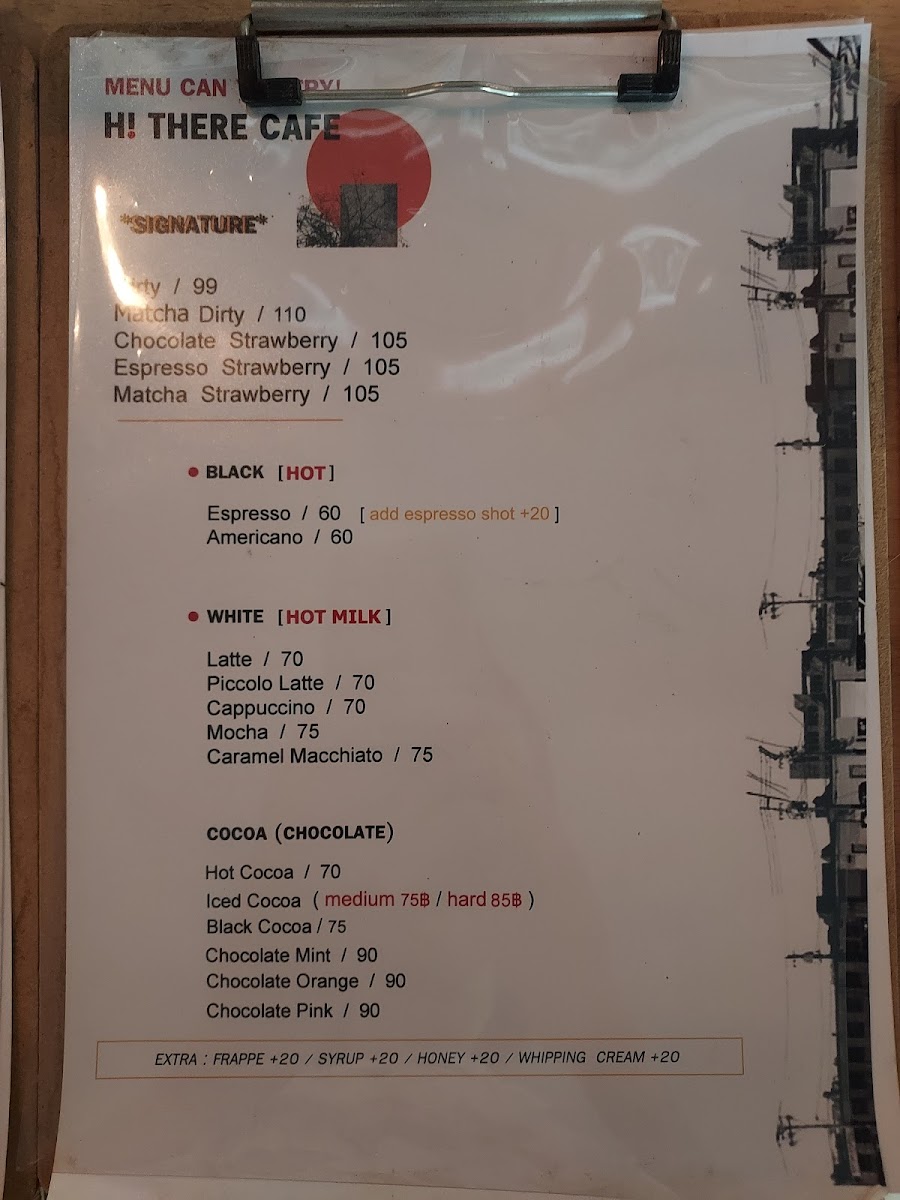 MENU CAN
H! THERE CAFE
*SIGNATURE*
/ 99
Matcha Dirty / 110
Chocolate Strawberry / 105
Espresso Strawberry / 105
Matcha Strawberry / 105
BLACK [HOT]
Espresso / 60 [ add espresso shot +20 ]
Americano / 60
WHITE [HOT MILK]
Latte / 70
Piccolo Latte / 70
Cappuccino / 70
Mocha / 75
Caramel Macchiato / 75
COCOA (CHOCOLATE)
Hot Cocoa / 70
Iced Cocoa ( medium 75฿ / hard 85฿ )
Black Cocoa / 75
Chocolate Mint / 90
Chocolate Orange / 90
Chocolate Pink / 90
EXTRA : FRAPPE +20 / SYRUP +20 / HONEY +20 / WHIPPING CREAM +20